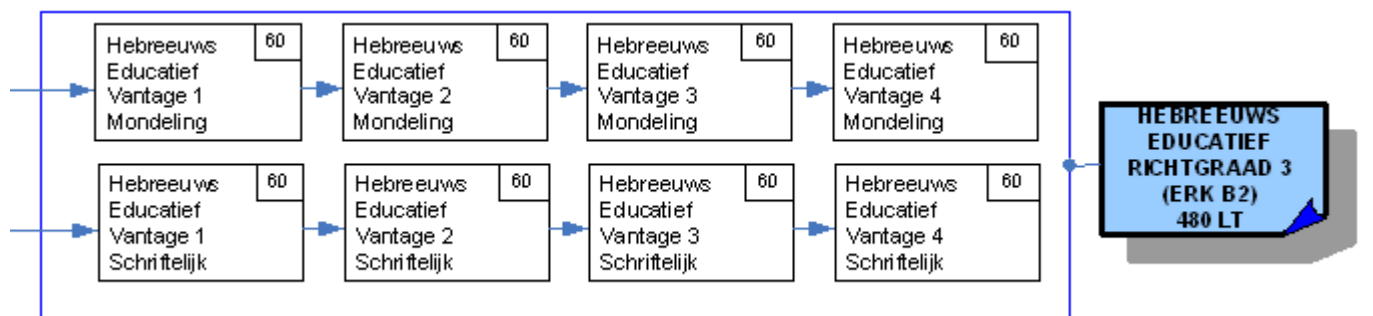 Hebreeuws
Educatief
Vantage 1
Mondeling
60
Hebreeuws
Educatief
Vantage 2
Mondeling
60
Hebreeuws
Educatief
Vantage 3
Mondeling
60
Hebreeuws
Educatief
Vantage 4
Mondeling
60
Hebreeuws
Educatief
Vantage 1
Schriftelijk
60
Hebreeuws
Educatief
Vantage 2
Schriftelijk
60
Hebreeuws
Educatief
Vantage 3
Schriftelijk
60
Hebreeuws
Educatief
Vantage 4
Schriftelijk
60
HEBREEUWS
EDUCATIEF
RICHTGRAAD 3
(ERK B2)
480 LT